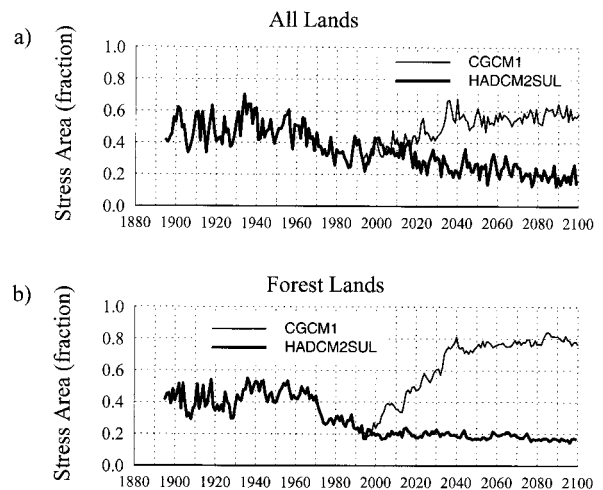 All Lands
a)
Stress Area (fraction)
1.0
0.8
0.6
0.4
0.2
0.0
CGCM1
HADCM2SUL
1880 1900 1920 1940 1960 1980 2000 2020 2040 2060 2080 2100
Forest Lands
b)
Stress Area (fraction)
1.0
0.8
0.6
0.4
0.2
0.0
CGCM1
HADCM2SUL
1880 1900 1920 1940 1960 1980 2000 2020 2040 2060 2080 2100